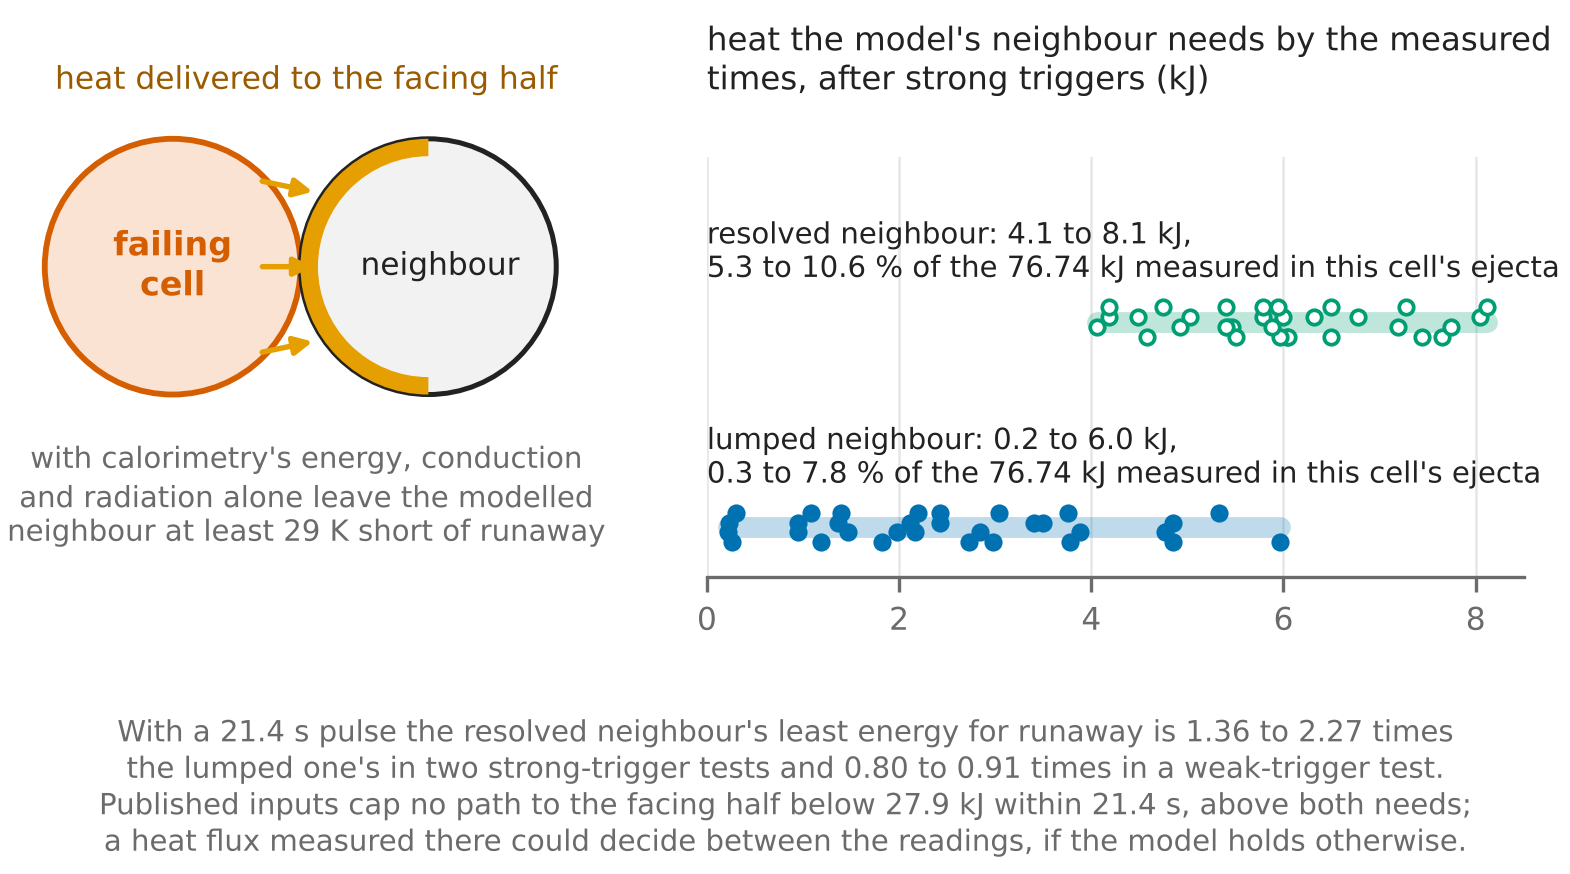 heat the model's neighbour needs by the measured
times, after strong triggers (kJ)
heat delivered to the facing half
failing
cell
neighbour
with calorimetry's energy, conduction
and radiation alone leave the modelled
neighbour at least 29 K short of runaway
resolved neighbour: 4.1 to 8.1 kJ,
5.3 to 10.6 % of the 76.74 kJ measured in this cell's ejecta
lumped neighbour: 0.2 to 6.0 kJ,
0.3 to 7.8 % of the 76.74 kJ measured in this cell's ejecta
0 2 4 6 8
With a 21.4 s pulse the resolved neighbour's least energy for runaway is 1.36 to 2.27 times
the lumped one's in two strong-trigger tests and 0.80 to 0.91 times in a weak-trigger test.
Published inputs cap no path to the facing half below 27.9 kJ within 21.4 s, above both needs;
a heat flux measured there could decide between the readings, if the model holds otherwise.